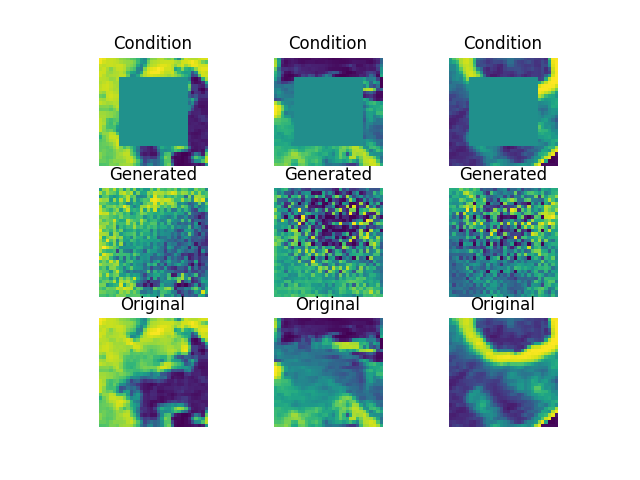 Condition Condition Condition
Generated Generated Generated
Original Original Original